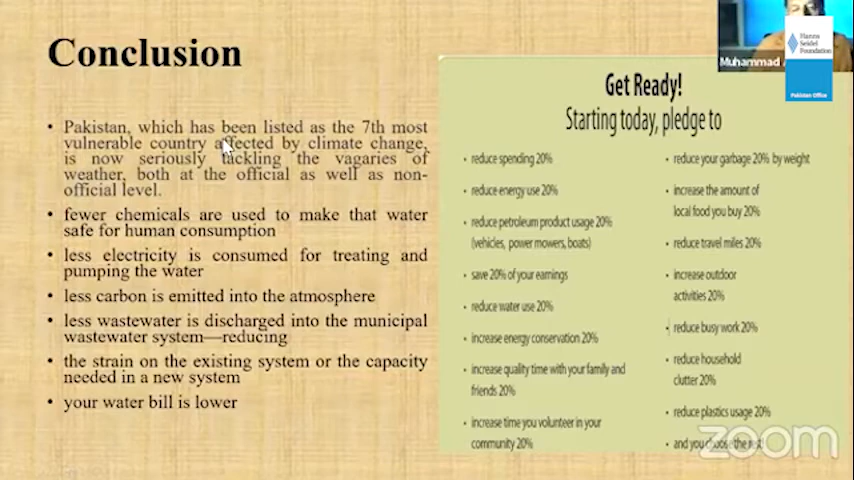 Conclusion
• Pakistan, which has been listed as the 7th most
vulnerable country affected by climate change,
is now seriously tackling the vagaries of
weather, both at the official as well as non-
official level.
• fewer chemicals are used to make that water
safe for human consumption
• less electricity is consumed for treating and
pumping the water
• less carbon is emitted into the atmosphere
• less wastewater is discharged into the municipal
wastewater system—reducing
• the strain on the existing system or the capacity
needed in a new system
• your water bill is lower
Get Ready!
Starting today, pledge to
• reduce spending 20%
• reduce energy use 20%
• reduce petroleum product usage 20%
(vehicles, power mowers, boats)
• save 20% of your earnings
• reduce water use 20%
• increase energy conservation 20%
• increase quality time with your family and
friends 20%
• increase time you volunteer in your
community 20%
• reduce your garbage 20% by weight
• increase the amount of
local food you buy 20%
• reduce travel miles 20%
• increase outdoor
activities 20%
• reduce busy work 20%
• reduce household
clutter 20%
• reduce plastics usage 20%
• and you choose the rest!
Muhammad
Hanns
Seidel
Foundation
Pakistan Office
zoom